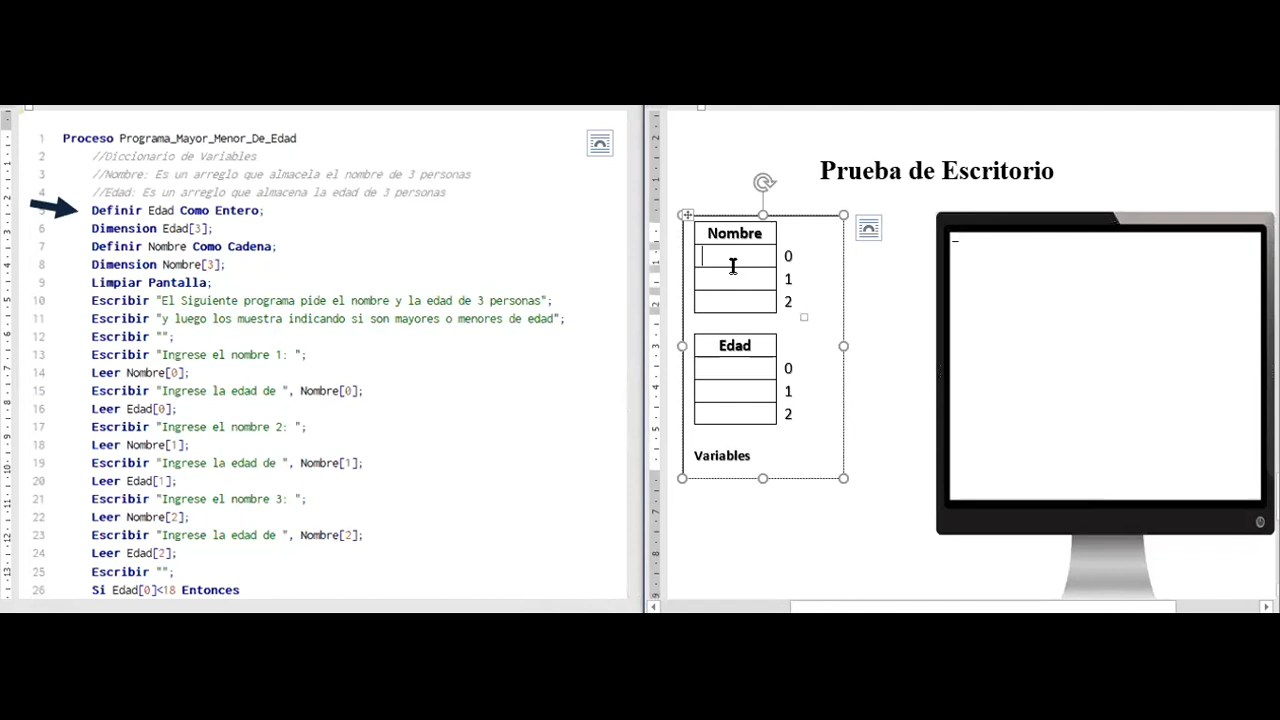 1 Proceso Programa_Mayor_Menor_De_Edad
2 //Diccionario de Variables
3 //Nombre: Es un arreglo que almacela el nombre de 3 personas
4 //Edad: Es un arreglo que almacena la edad de 3 personas
5 Definir Edad Como Entero;
6 Dimension Edad[3];
7 Definir Nombre Como Cadena;
8 Dimension Nombre[3];
9 Limpiar Pantalla;
10 Escribir "El Siguiente programa pide el nombre y la edad de 3 personas";
11 Escribir "y luego los muestra indicando si son mayores o menores de edad";
12 Escribir "";
13 Escribir "Ingrese el nombre 1: ";
14 Leer Nombre[0];
15 Escribir "Ingrese la edad de ", Nombre[0];
16 Leer Edad[0];
17 Escribir "Ingrese el nombre 2: ";
18 Leer Nombre[1];
19 Escribir "Ingrese la edad de ", Nombre[1];
20 Leer Edad[1];
21 Escribir "Ingrese el nombre 3: ";
22 Leer Nombre[2];
23 Escribir "Ingrese la edad de ", Nombre[2];
24 Leer Edad[2];
25 Escribir "";
26 Si Edad[0]<18 Entonces
Prueba de Escritorio
Nombre
0
1
2
Edad
0
1
2
Variables
_